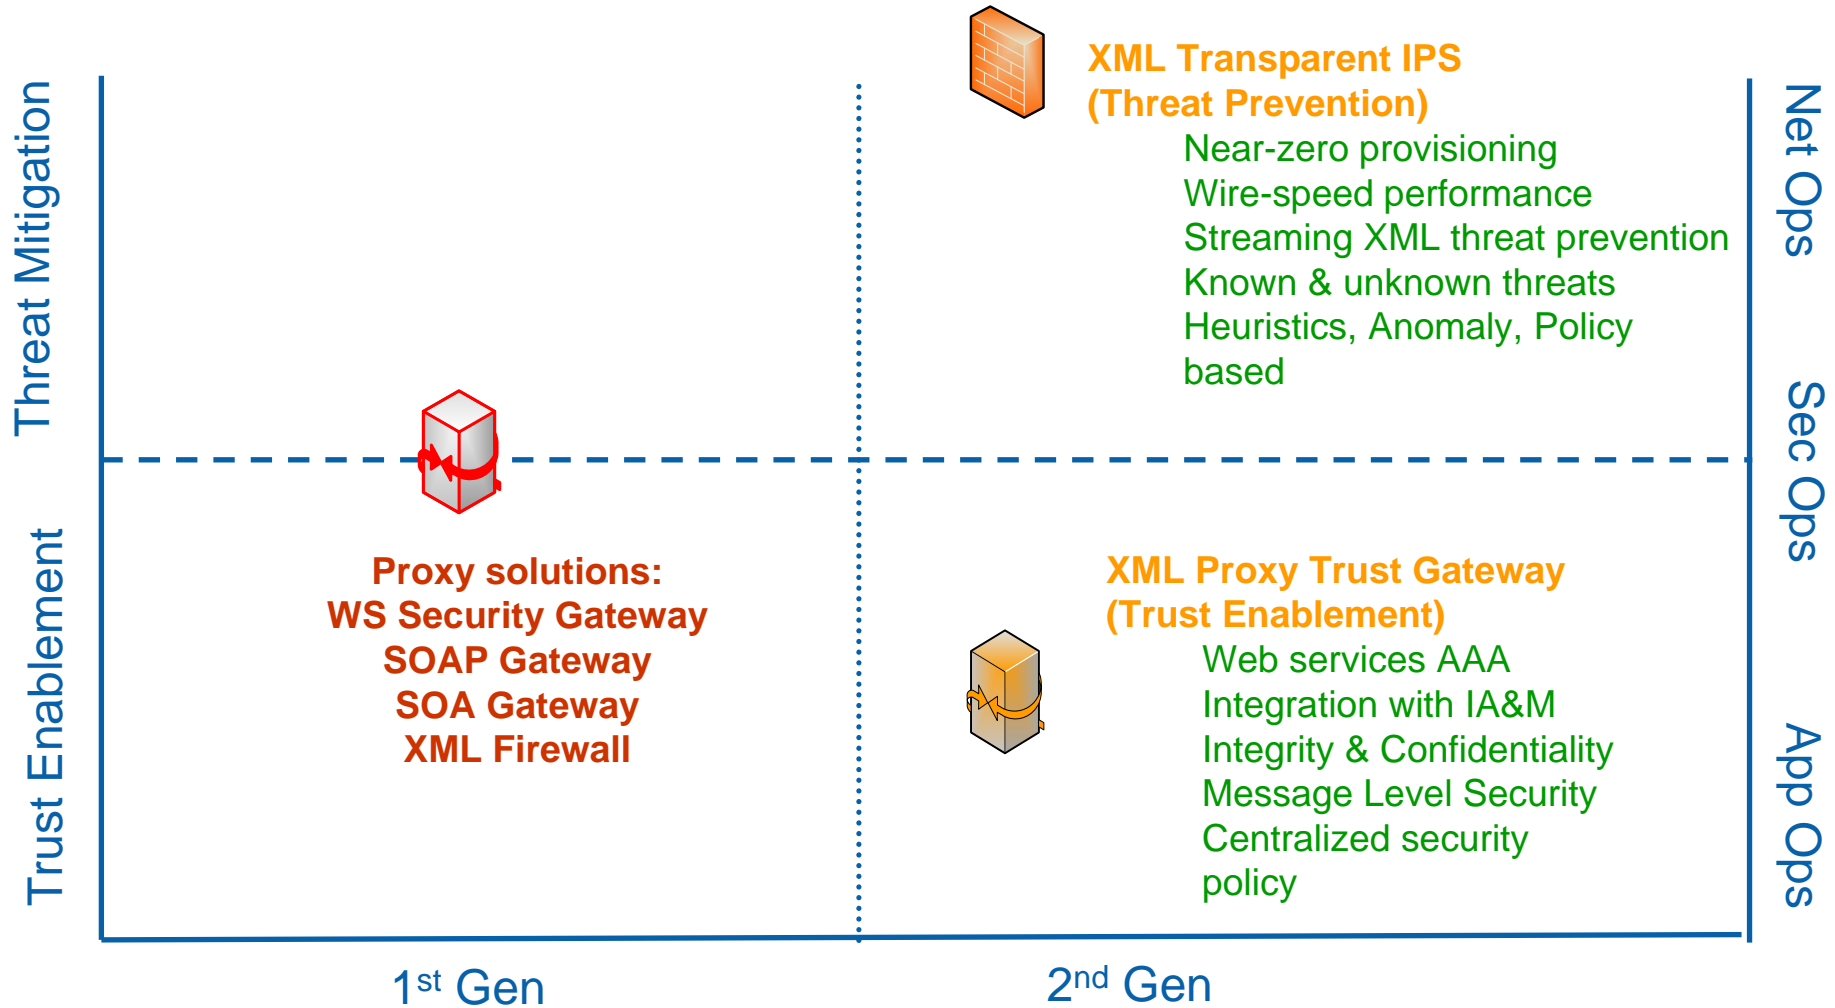 Threat Mitigation
Trust Enablement
Proxy solutions:
WS Security Gateway
SOAP Gateway
SOA Gateway
XML Firewall
XML Transparent IPS
(Threat Prevention)
Near-zero provisioning
Wire-speed performance
Streaming XML threat prevention
Known & unknown threats
Heuristics, Anomaly, Policy
based
XML Proxy Trust Gateway
(Trust Enablement)
Web services AAA
Integration with IA&M
Integrity & Confidentiality
Message Level Security
Centralized security
policy
Net Ops
Sec Ops
App Ops
1st Gen
2nd Gen